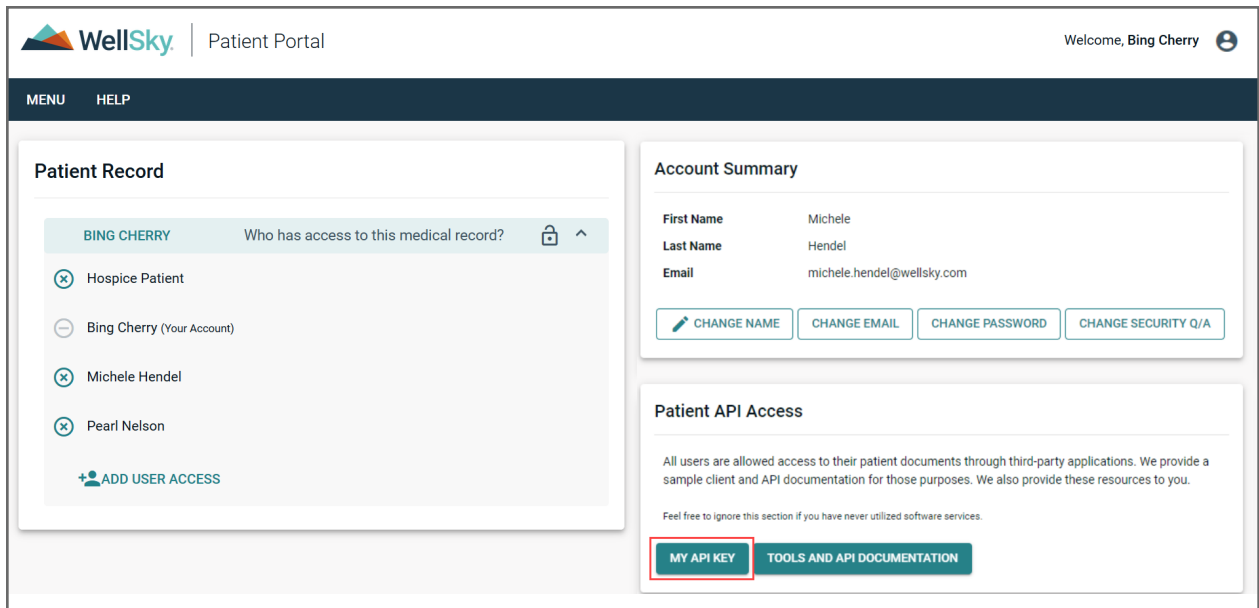 WellSky. Patient Portal
Welcome, Bing Cherry
MENU HELP
Patient Record
BING CHERRY Who has access to this medical record?
Hospice Patient
Bing Cherry (Your Account)
Michele Hendel
Pearl Nelson
ADD USER ACCESS
Account Summary
First Name Michele
Last Name Hendel
Email michele.hendel@wellsky.com
CHANGE NAME CHANGE EMAIL CHANGE PASSWORD CHANGE SECURITY Q/A
Patient API Access
All users are allowed access to their patient documents through third-party applications. We provide a
sample client and API documentation for those purposes. We also provide these resources to you.
Feel free to ignore this section if you have never utilized software services.
MY API KEY TOOLS AND API DOCUMENTATION